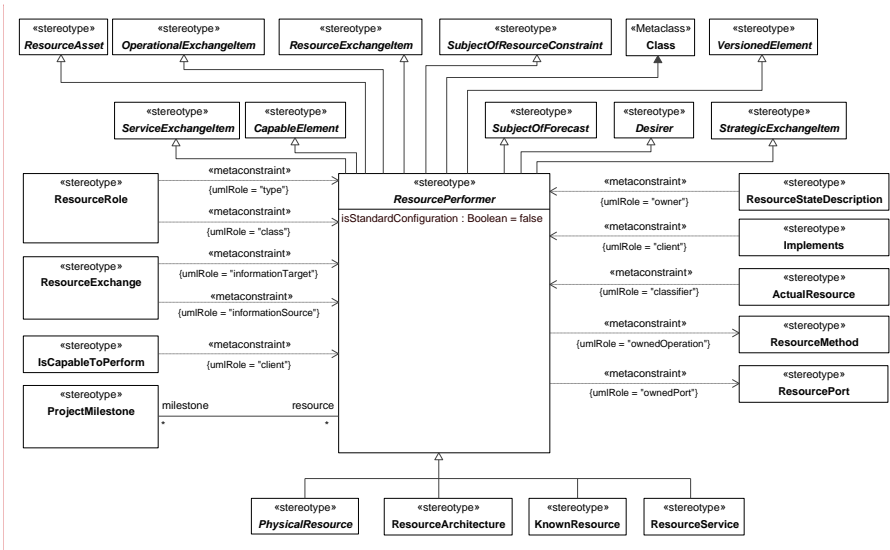 «stereotype»
ResourceAsset
«stereotype»
OperationalExchangeItem
«stereotype»
ResourceExchangeItem
«stereotype»
SubjectOfResourceConstraint
«Metaclass»
Class
«stereotype»
VersionedElement
«stereotype»
ServiceExchangeItem
«stereotype»
CapableElement
«stereotype»
SubjectOfForecast
«stereotype»
Desirer
«stereotype»
StrategicExchangeItem
«stereotype»
ResourceRole
«metaconstraint»
{umlRole = "type"}
«metaconstraint»
{umlRole = "class"}
«stereotype»
ResourceExchange
«metaconstraint»
{umlRole = "informationTarget"}
«metaconstraint»
{umlRole = "informationSource"}
«stereotype»
IsCapableToPerform
«metaconstraint»
{umlRole = "client"}
«stereotype»
ProjectMilestone
milestone
*
resource
*
«stereotype»
ResourcePerformer
isStandardConfiguration : Boolean = false
«metaconstraint»
{umlRole = "owner"}
«stereotype»
ResourceStateDescription
«metaconstraint»
{umlRole = "client"}
«stereotype»
Implements
«metaconstraint»
{umlRole = "classifier"}
«stereotype»
ActualResource
«metaconstraint»
{umlRole = "ownedOperation"}
«stereotype»
ResourceMethod
«metaconstraint»
{umlRole = "ownedPort"}
«stereotype»
ResourcePort
«stereotype»
PhysicalResource
«stereotype»
ResourceArchitecture
«stereotype»
KnownResource
«stereotype»
ResourceService